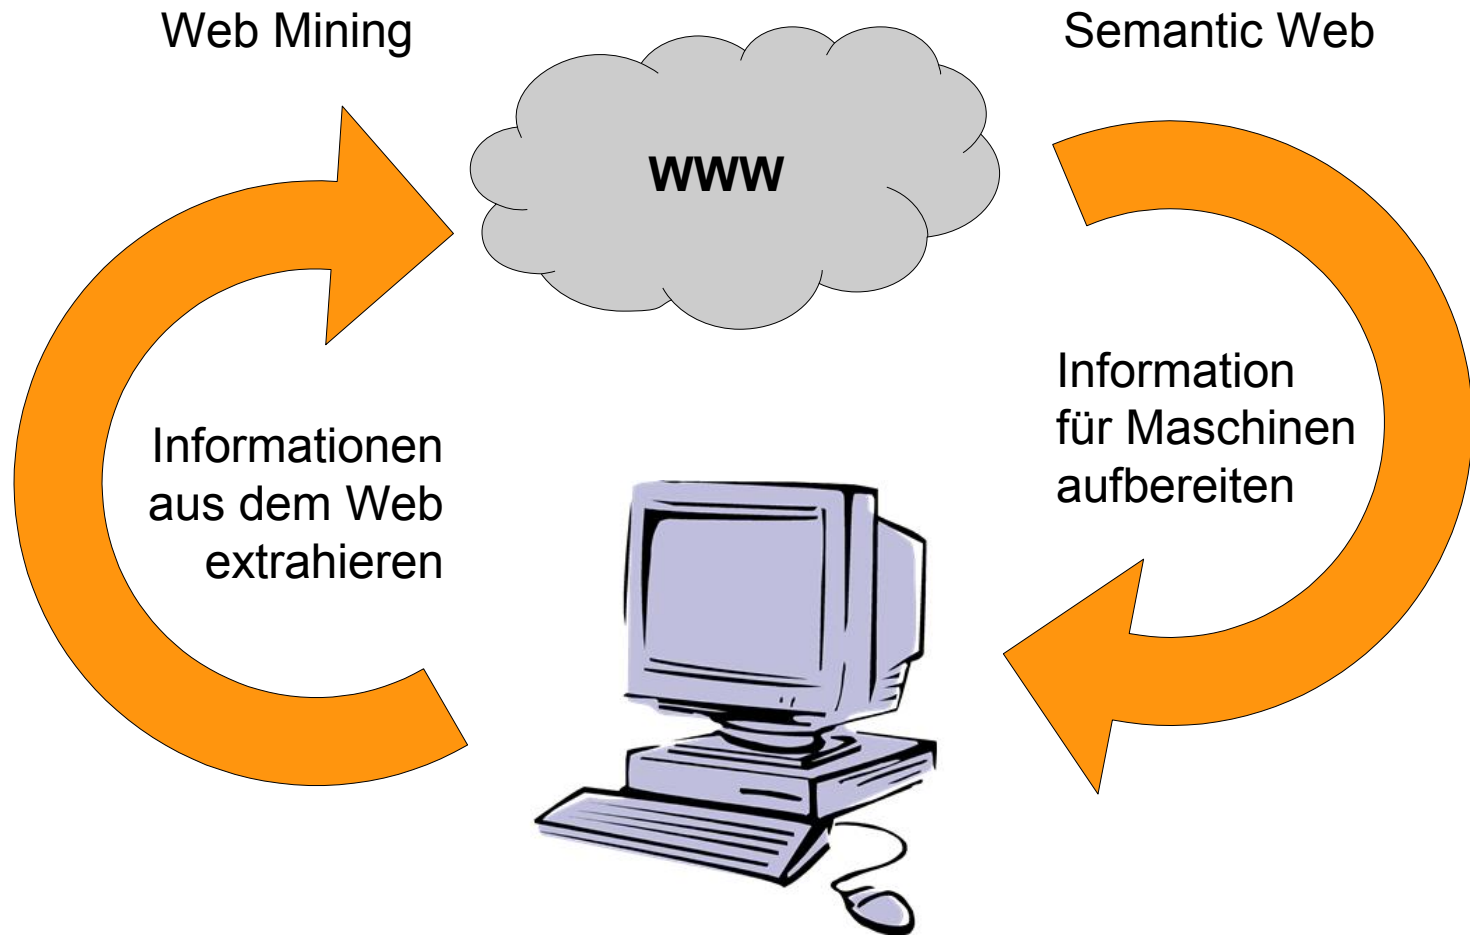 Web Mining
Semantic Web
WWW
Informationen
aus dem Web
extrahieren
Information
für Maschinen
aufbereiten